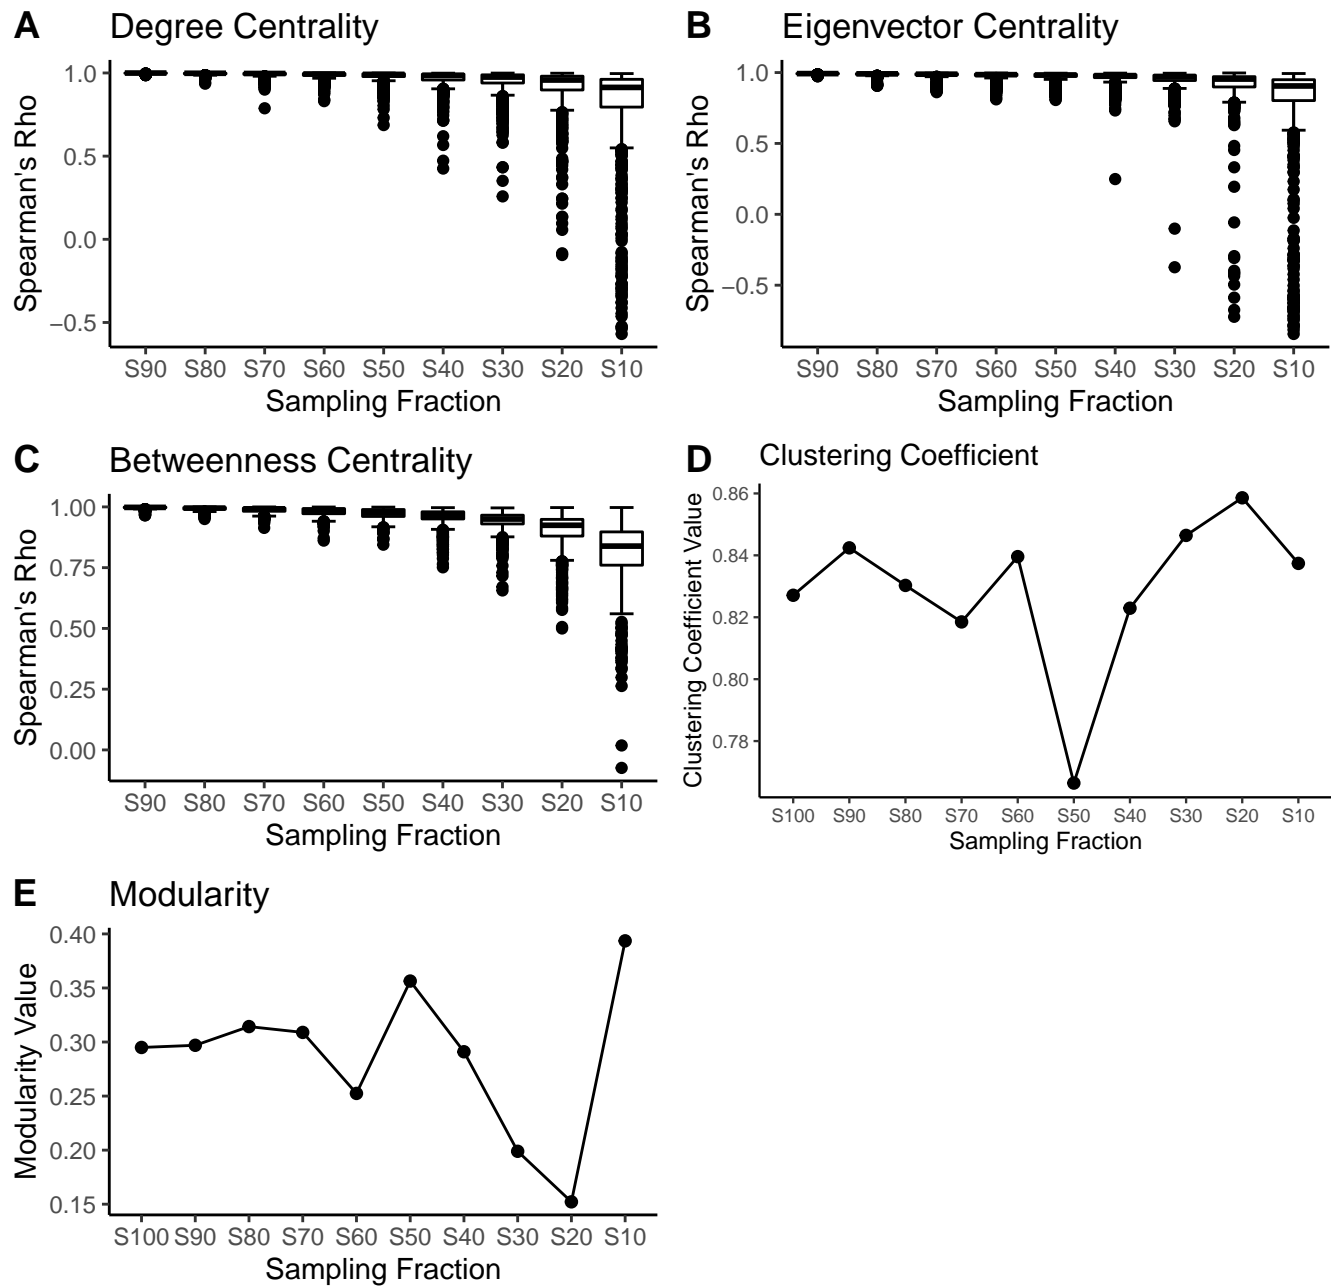 A Degree Centrality
Spearman's Rho
1.0
0.5
0.0
−0.5
S90 S80 S70 S60 S50 S40 S30 S20 S10
Sampling Fraction
B Eigenvector Centrality
Spearman's Rho
1.0
0.5
0.0
−0.5
S90 S80 S70 S60 S50 S40 S30 S20 S10
Sampling Fraction
C Betweenness Centrality
Spearman's Rho
1.00
0.75
0.50
0.25
0.00
S90 S80 S70 S60 S50 S40 S30 S20 S10
Sampling Fraction
D Clustering Coefficient
Clustering Coefficient Value
0.86
0.84
0.82
0.80
0.78
S100 S90 S80 S70 S60 S50 S40 S30 S20 S10
Sampling Fraction
E Modularity
Modularity Value
0.40
0.35
0.30
0.25
0.20
0.15
S100 S90 S80 S70 S60 S50 S40 S30 S20 S10
Sampling Fraction